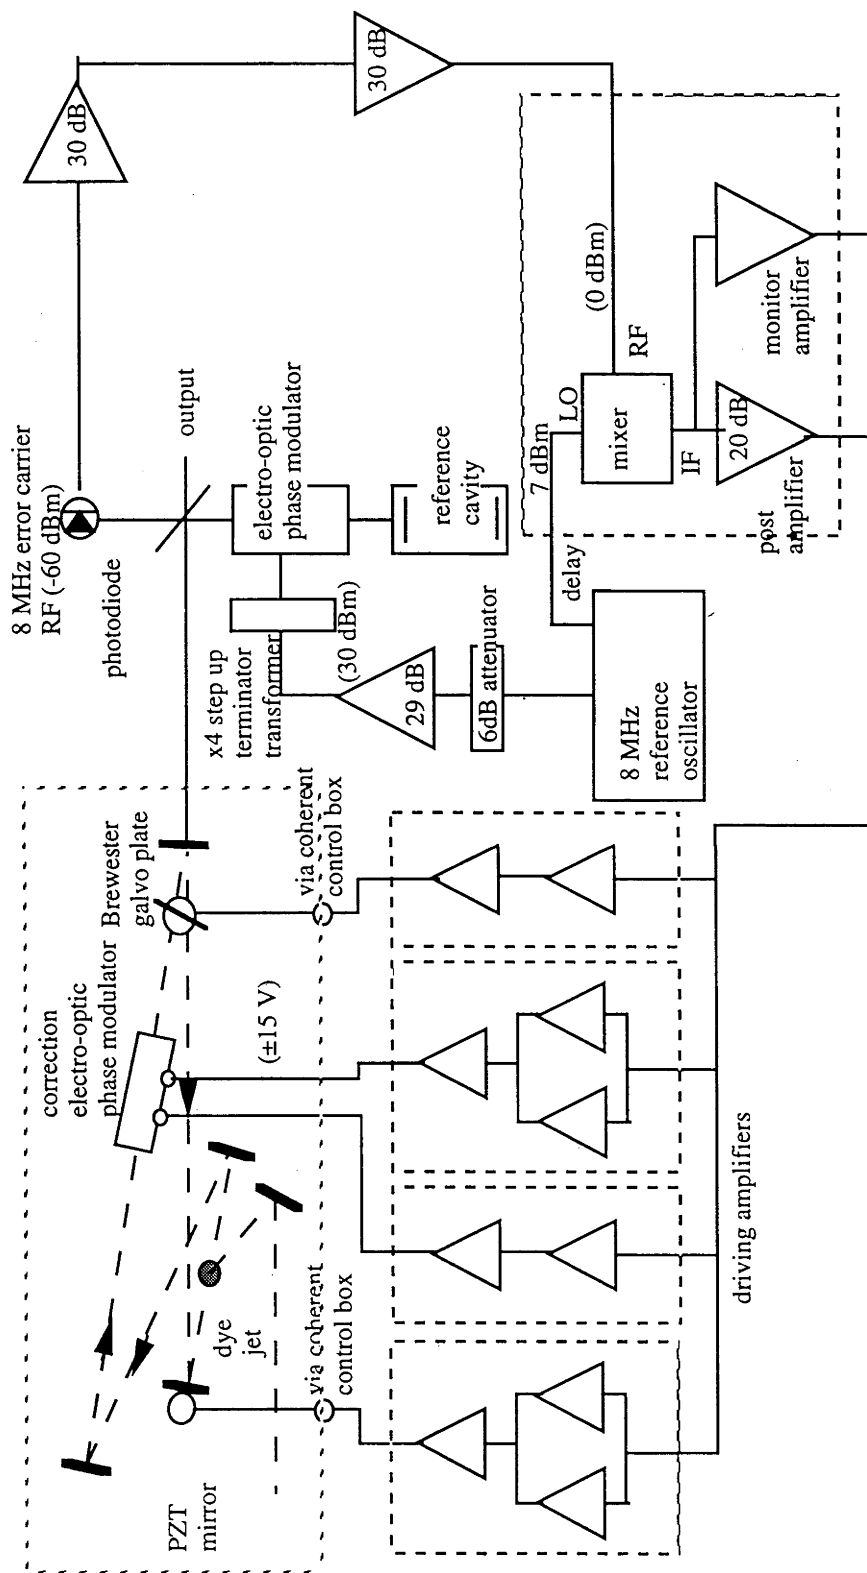 8 MHz error carrier
RF (-60 dBm)
photodiode
30 dB
30 dB
output
electro-optic
phase modulator
reference
cavity
x4 step up
terminator
transformer
(30 dBm)
29 dB
6dB attenuator
8 MHz
reference
oscillator
delay
7 dBm
LO
mixer
RF
IF
(0 dBm)
20 dB
post
amplifier
monitor
amplifier
Brewester
galvo plate
correction
electro-optic
phase modulator
(±15 V)
via coherent
control box
dye
jet
via coherent
control box
PZT
mirror
driving amplifiers